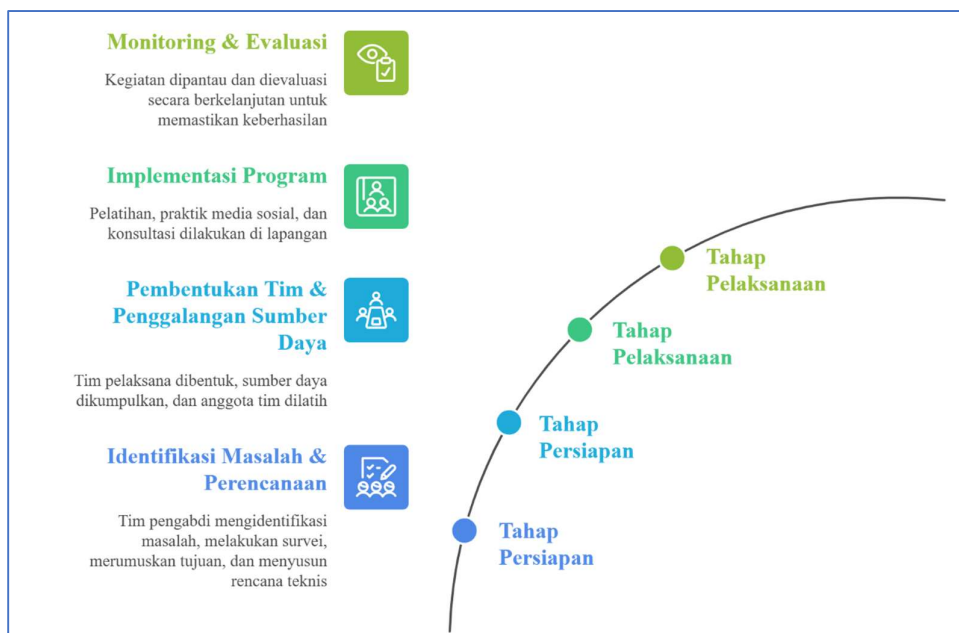 Monitoring & Evaluasi
Kegiatan dipantau dan dievaluasi
secara berkelanjutan untuk
memastikan keberhasilan
Implementasi Program
Pelatihan, praktik media sosial, dan
konsultasi dilakukan di lapangan
Pembentukan Tim &
Penggalangan Sumber
Daya
Tim pelaksana dibentuk, sumber daya
dikumpulkan, dan anggota tim dilatih
Identifikasi Masalah &
Perencanaan
Tim pengabdi mengidentifikasi
masalah, melakukan survei,
merumuskan tujuan, dan menyusun
rencana teknis
Tahap
Pelaksanaan
Tahap
Pelaksanaan
Tahap
Persiapan
Tahap
Persiapan